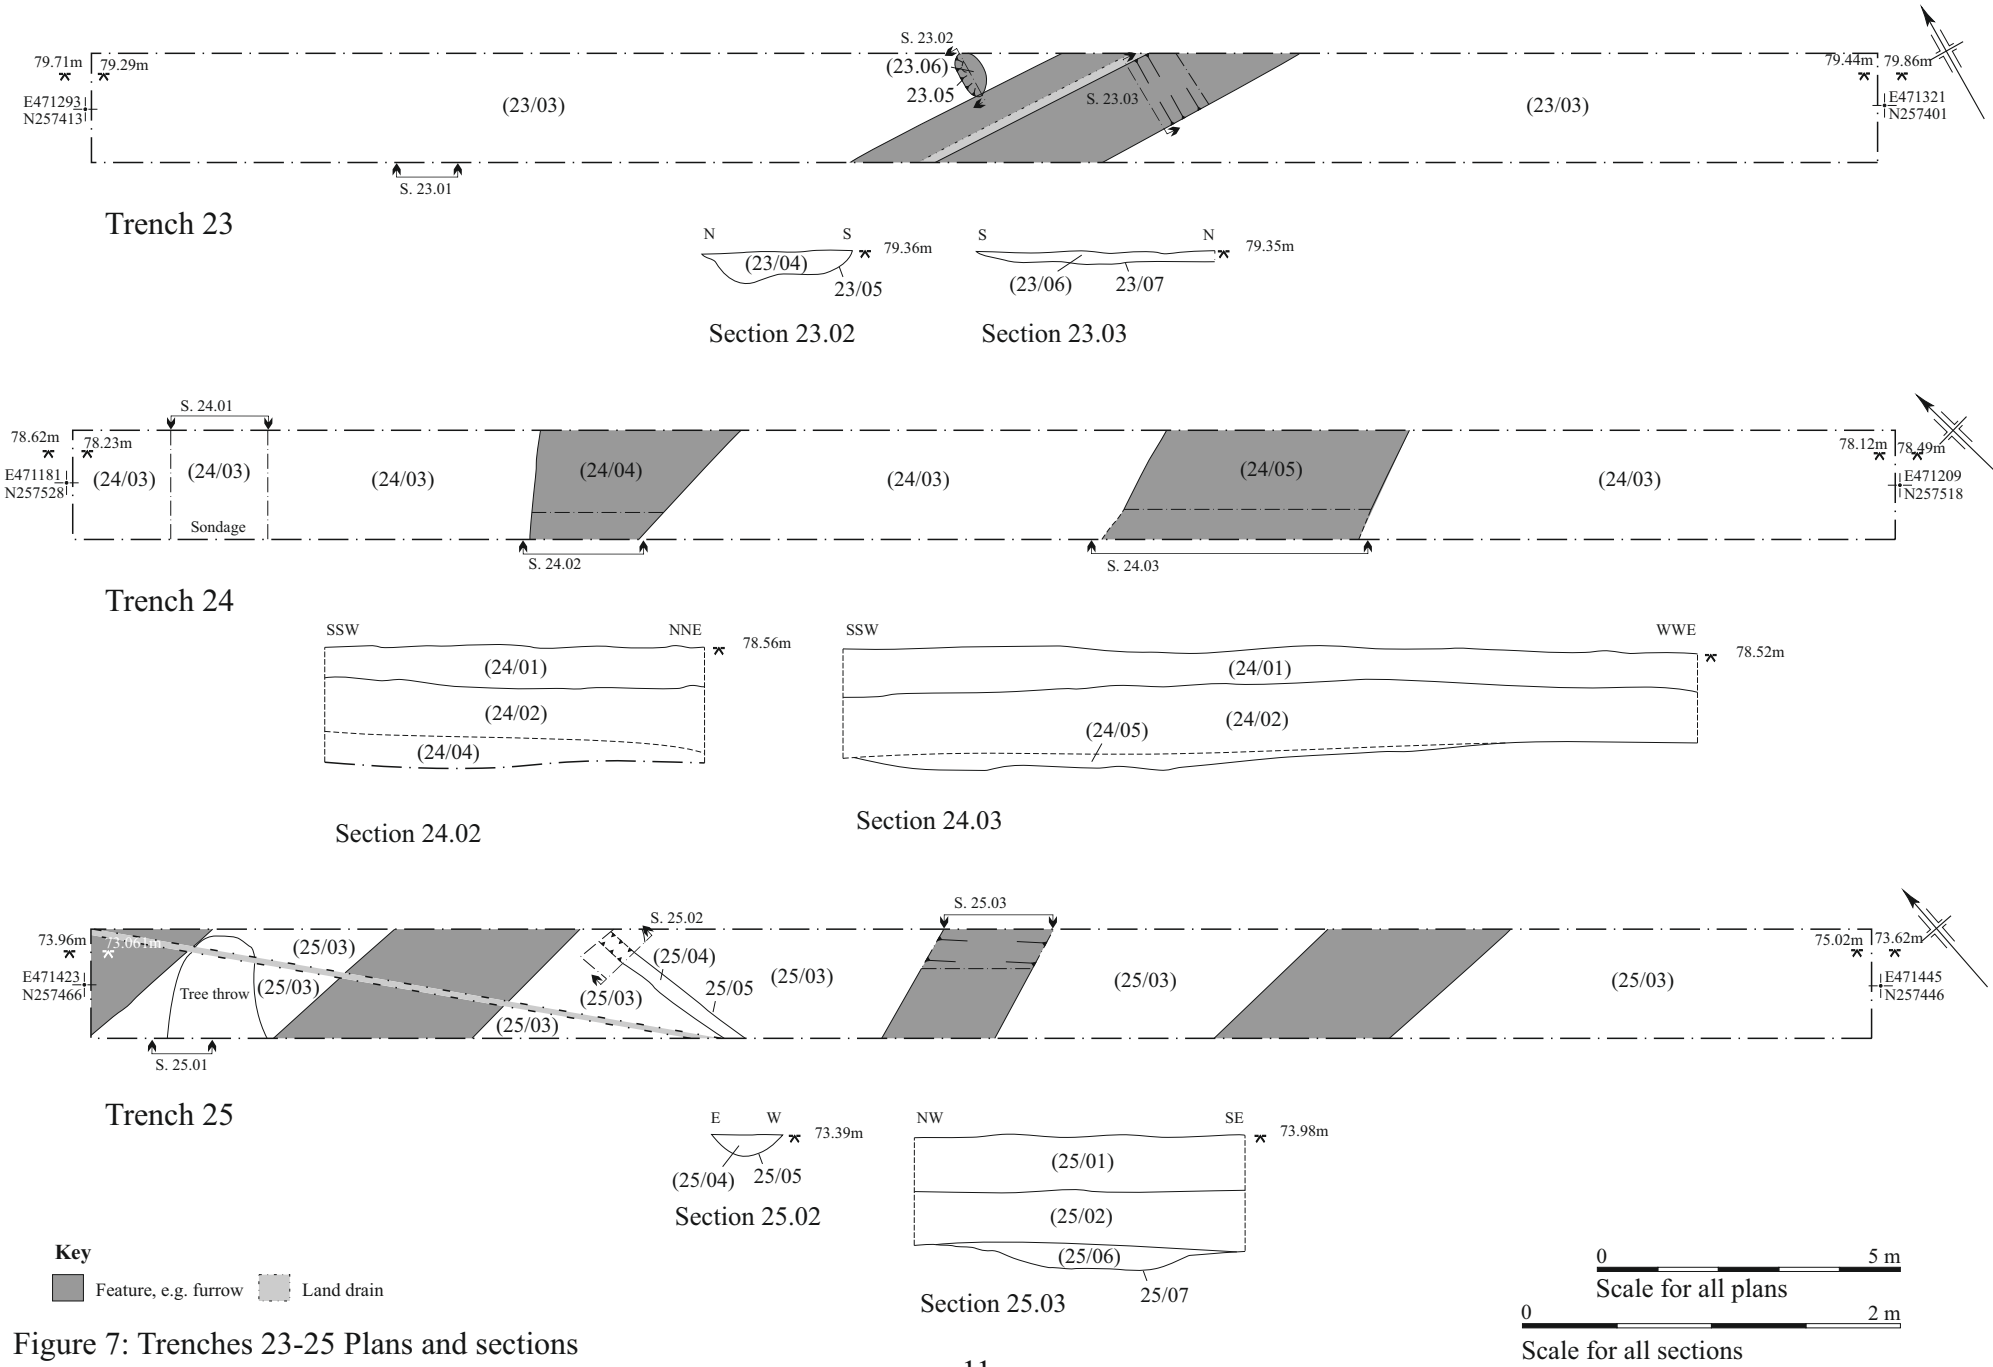 S. 23.02
79.71m
79.29m
(23.06)
23.05
S. 23.03
79.44m
79.86m
E471293
N257413
(23/03)
(23/03)
E471321
N257401
S. 23.01
Trench 23
N
S
79.36m
(23/04)
23/05
Section 23.02
S
N
79.35m
(23/06)
23/07
Section 23.03
S. 24.01
78.62m
78.23m
E471181
N257528
(24/03)
(24/03)
Sondage
(24/03)
(24/04)
(24/03)
(24/05)
(24/03)
78.12m
78.49m
E471209
N257518
S. 24.02
S. 24.03
Trench 24
SSW
NNE
78.56m
(24/01)
(24/02)
(24/04)
Section 24.02
SSW
WWE
78.52m
(24/01)
(24/02)
(24/05)
Section 24.03
S. 25.02
S. 25.03
73.96m
73.061m
E471423
N257466
Tree throw
(25/03)
(25/03)
(25/03)
(25/03)
(25/04)
25/05
(25/03)
(25/03)
(25/03)
75.02m
73.62m
E471445
N257446
S. 25.01
Trench 25
E
W
73.39m
(25/04)
25/05
Section 25.02
NW
SE
73.98m
(25/01)
(25/02)
(25/06)
25/07
Section 25.03
Key
Feature, e.g. furrow
Land drain
0
5 m
Scale for all plans
0
2 m
Scale for all sections
Figure 7: Trenches 23-25 Plans and sections
11